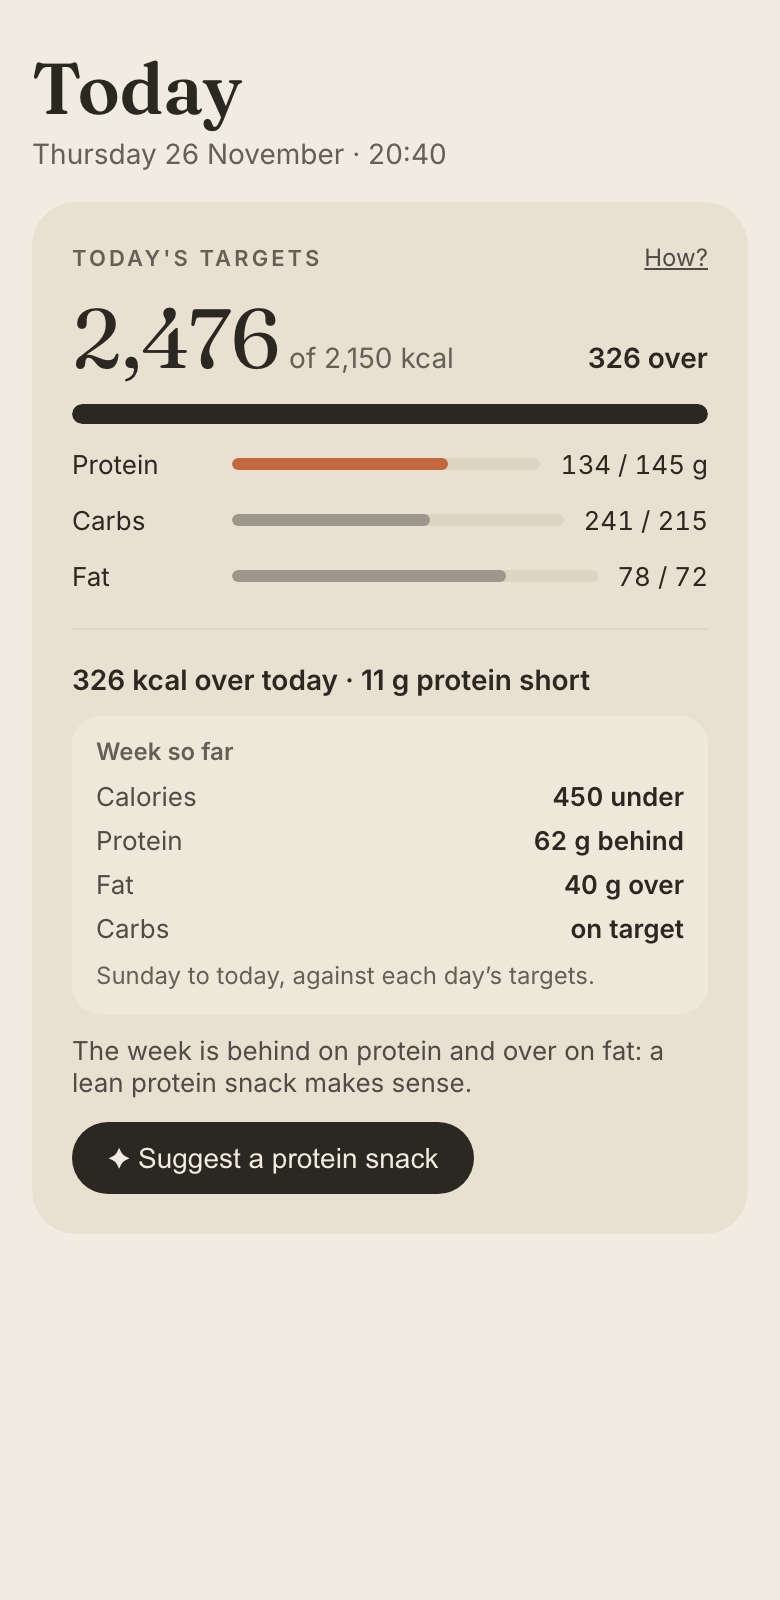 Today
Thursday 26 November · 20:40
TODAY'S TARGETS
How?
2,476 of 2,150 kcal
326 over
Protein
134 / 145 g
Carbs
241 / 215
Fat
78 / 72
326 kcal over today · 11 g protein short
Week so far
Calories
450 under
Protein
62 g behind
Fat
40 g over
Carbs
on target
Sunday to today, against each day’s targets.
The week is behind on protein and over on fat: a
lean protein snack makes sense.
✦ Suggest a protein snack